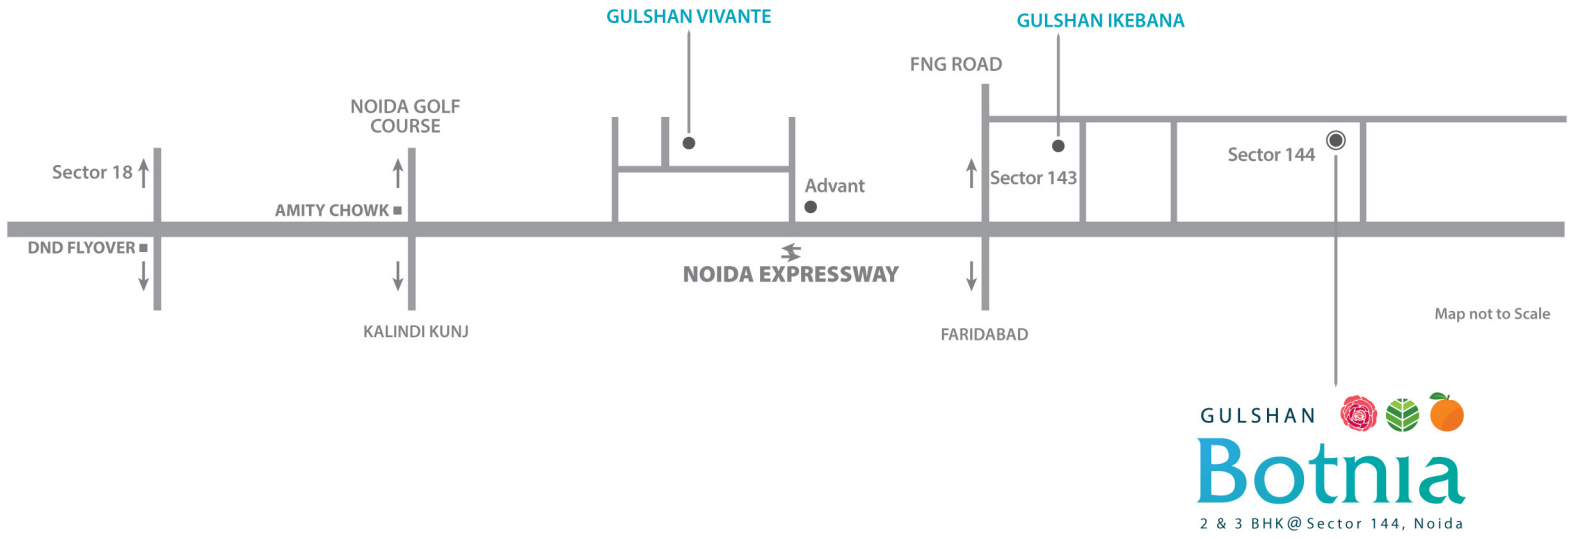 GULSHAN VIVANTE
GULSHAN IKEBANA
FNG ROAD
NOIDA GOLF
COURSE
Sector 18
AMITY CHOWK
DND FLYOVER
Advant
Sector 143
Sector 144
NOIDA EXPRESSWAY
KALINDI KUNJ
FARIDABAD
Map not to Scale
GULSHAN
Botnia
2 & 3 BHK@Sector 144, Noida